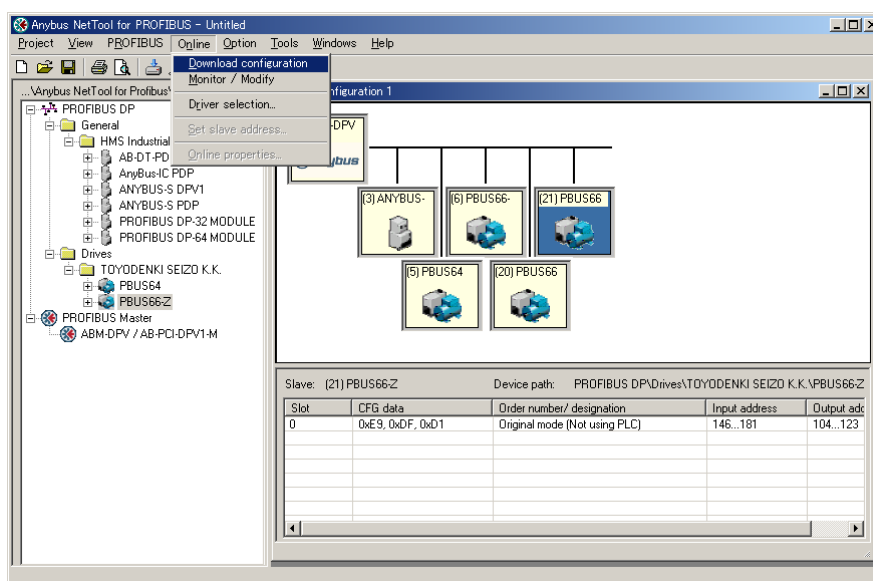 Anybus NetTool for PROFIBUS - Untitled
Project View PROFIBUS Online Option Tools Windows Help
Download configuration
Monitor / Modify
Driver selection...
Set slave address...
Online properties...
...\Anybus NetTool for Profibus\
PROFIBUS DP
General
HMS Industrial
AB-DT-PD
AnyBus-IC PDP
ANYBUS-S DPV1
ANYBUS-S PDP
PROFIBUS DP-32 MODULE
PROFIBUS DP-64 MODULE
Drives
TOYODENKI SEIZO K.K.
PBUS64
PBUS66-Z
PROFIBUS Master
ABM-DPV / AB-PCI-DPV1-M
nfiguration 1
-DPV
(3) ANYBUS-
(6) PBUS66-
(21) PBUS66
(5) PBUS64
(20) PBUS66
Slave: (21) PBUS66-Z Device path: PROFIBUS DP\Drives\TOYODENKI SEIZO K.K.\PBUS66-Z
Slot CFG data Order number/ designation Input address Output adc
0 0xE9, 0xDF, 0xD1 Original mode (Not using PLC) 146...181 104...123